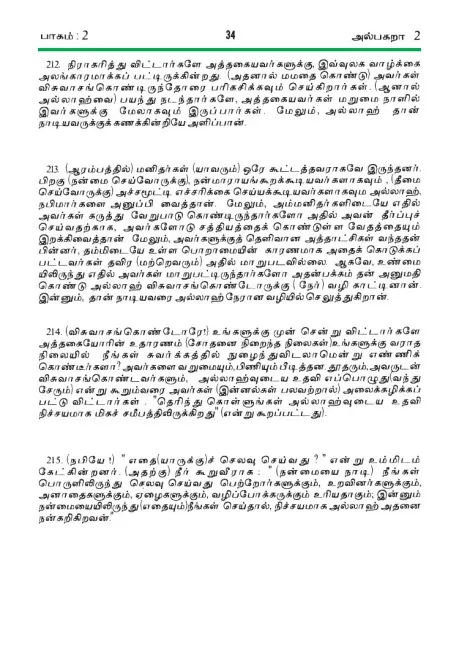 பாகம் : 2
34
அல்பகறா 2
212. நிராகரித்து விட்டார்களே அத்தகையவர்களுக்கு, இவ்வுலக வாழ்க்கை
அலங்காரமாக்கப் பட்டிருக்கின்றது. (அதனால் மமதை கொண்டு) அவர்கள்
விசுவாசங்கொண்டிருந்தோரை பரிகசிக்கவும் செய்கிறார்கள். (ஆனால்
அல்லாஹ்வை) பயந்து நடந்தார்களே, அத்தகையவர்கள் மறுமை நாளில்
இவர்களுக்கு மேலாகவும் இருப்பார்கள். மேலும், அல்லாஹ் தான்
நாடியவருக்குக்கணக்கின்றியே அளிப்பான்.
213. (ஆரம்பத்தில்) மனிதர்கள் (யாவரும்) ஒரே கூட்டத்தவராகவே இருந்தனர்.
பிறகு (நன்மை செய்வோருக்கு), நன்மாராயங்கூறக்கூடியவர்களாகவும் , (தீமை
செய்வோருக்கு) அச்சமூட்டி எச்சரிக்கை செய்யக்கூடியவர்களாகவும அல்லாஹ்,
நபிமார்களை அனுப்பி வைத்தான். மேலும், அம்மனிதர்களிடையே எதில்
அவர்கள் கருத்து வேறுபாடு கொண்டிருந்தார்களோ அதில் அவன் தீர்ப்புச்
செய்வதற்காக, அவர்களோடு சத்தியத்தைக் கொண்டுள்ள வேதத்தையும்
இறக்கிவைத்தான் மேலும், அவர்களுக்குத் தெளிவான அத்தாட்சிகள் வந்ததன்
பின்னர், தம்மிடையே உள்ள பொறாமையின் காரணமாக அதைக் கொடுக்கப்
பட்டவர்கள் தவிர (மற்றெவரும்) அதில் மாறுபடவில்லை. ஆகவே, உண்மை
யிலிருந்து எதில் அவர்கள் மாறுபட்டிருந்தார்களோ அதன்பக்கம் தன் அனுமதி
கொண்டு அல்லாஹ் விசுவாசங்கொண்டோருக்கு (நேர்) வழி காட்டினான்.
இன்னும், தான் நாடியவரை அல்லாஹ் நேரான வழியில் செலுத்துகிறான்.
214. (விசுவாசங்கொண்டோரே!) உங்களுக்கு முன் சென்று விட்டார்களே
அத்தகையோரின் உதாரணம் (சோதனை நிறைந்த நிலைகள்)உங்களுக்கு வராத
நிலையில் நீங்கள் சுவர்க்கத்தில் நுழைந்துவிடலாமென்று எண்ணிக்
கொண்டீர்களா? அவர்களை வறுமையும்,பிணியும் பீடித்தன. தூதரும், அவருடன்
விசுவாசங்கொண்டவர்களும், அல்லாஹ்வுடைய உதவி எப்பொழுது(வந்து
சேரும்) என்று கூறும்வரை அவர்கள் (இன்னல்கள் பலவற்றால்) அலைக்கழிக்கப்
பட்டு விட்டார்கள் . "தெரிந்து கொள்ளுங்கள் அல்லாஹ்வுடைய உதவி
நிச்சயமாக மிகச் சமீபத்திலிருக்கிறது" (என்று கூறப்பட்டது).
215. (நபியே !) " எதை(யாருக்கு)ச் செலவு செய்வது ? " என்று உம்மிடம்
கேட்கின்றனர். (அதற்கு) நீர் கூறுவீராக : " (நன்மையை நாடி) நீங்கள்
பொருளிலிருந்து செலவு செய்வது பெற்றோர்களுக்கும், உறவினர்களுக்கும்,
அனாதைகளுக்கும், ஏழைகளுக்கும், வழிப்போக்கருக்கும் உரியதாகும்; இன்னும்
நன்மையையிலிருந்து(எதையும்)நீங்கள் செய்தால், நிச்சயமாக அல்லாஹ் அதனை
நன்கறிகிறவன்."